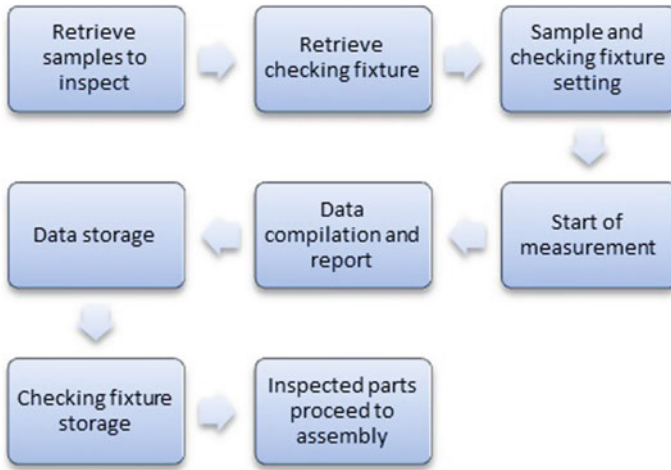 Retrieve
samples to
inspect
Retrieve
checking fixture
Sample and
checking fixture
setting
Start of
measurement
Data
compilation and
report
Data storage
Checking fixture
storage
Inspected parts
proceed to
assembly